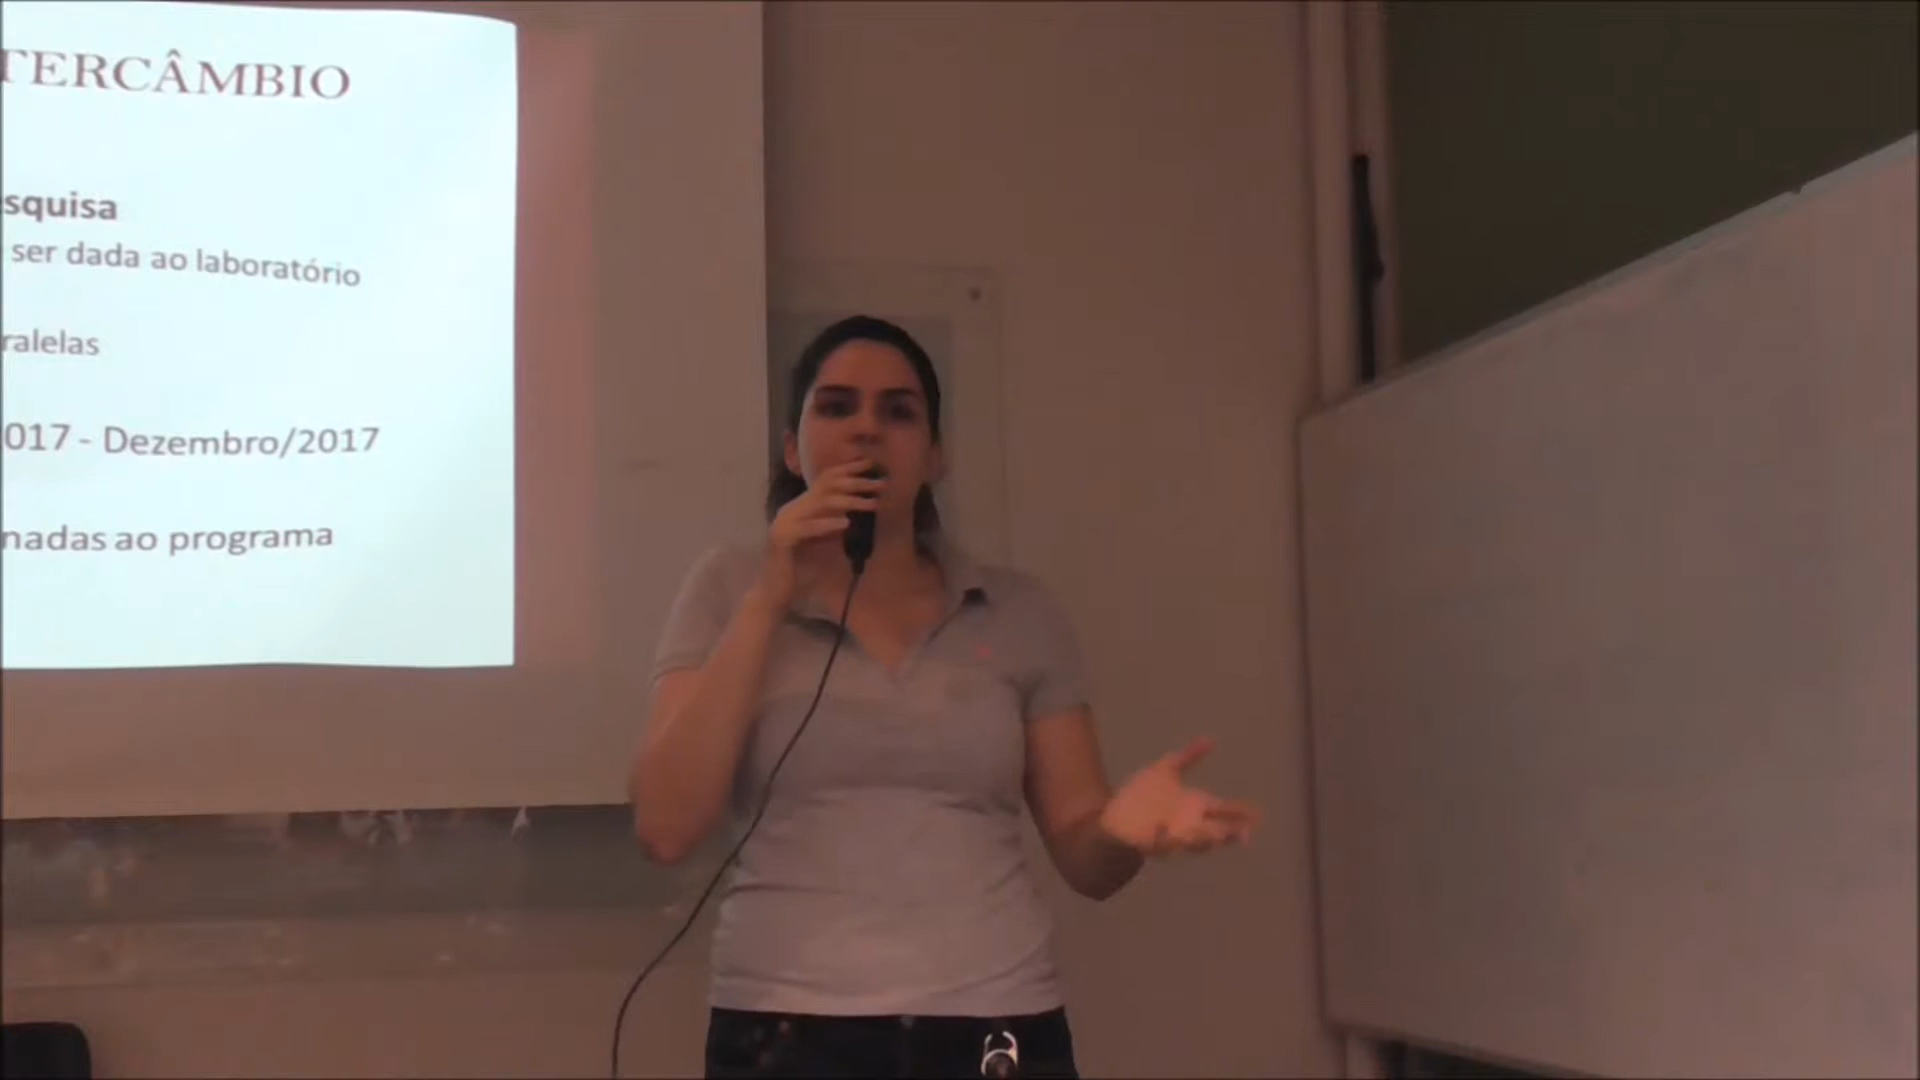 TERCÂMBIO
squisa
ser dada ao laboratório
ralelas
017 - Dezembro/2017
nadas ao programa